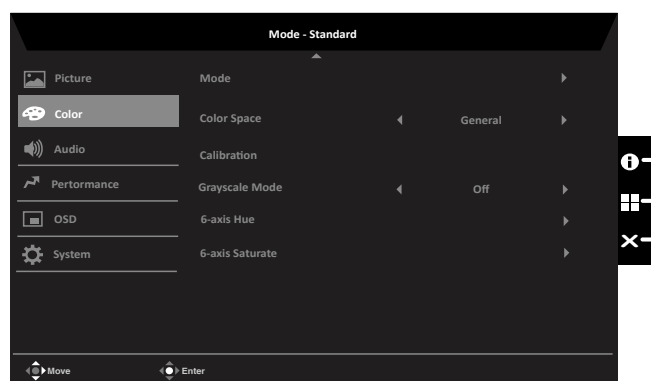 Mode - Standard
Picture
Mode
Color
Color Space General
Audio
Calibration
Pertormance
Grayscale Mode Off
OSD
6-axis Hue
System
6-axis Saturate
Move Enter